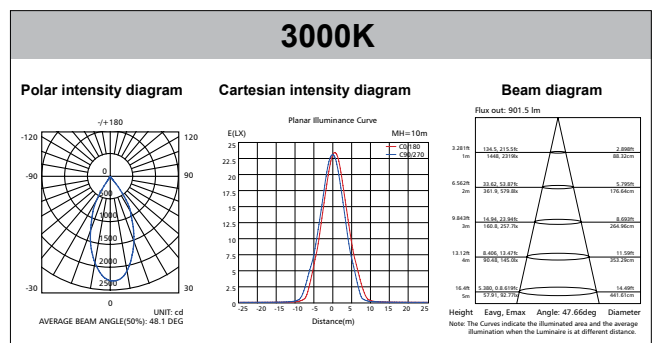 3000K
Polar intensity diagram
-/+180
-120
120
-90
90
-30
30
0
0
500
1000
1500
2000
2500
UNIT: cd
AVERAGE BEAM ANGLE(50%): 48.1 DEG
Cartesian intensity diagram
Planar Illuminance Curve
E(LX)
MH=10m
C0/180
C90/270
25
22.5
20
17.5
15
12.5
10
7.5
5
2.5
0
-25 -20 -15 -10 -5 0 5 10 15 20 25
Distance(m)
Beam diagram
Flux out: 901.5 lm
3.281ft 134.5, 215.5fc 2.898ft
1m 1448, 2319lx 88.32cm
6.562ft 33.62, 53.87fc 5.795ft
2m 361.9, 579.8lx 176.64cm
9.843ft 14.94, 23.94fc 8.693ft
3m 160.8, 257.7lx 264.96cm
13.12ft 8.406, 13.47fc 11.59ft
4m 90.48, 145.0lx 353.29cm
16.4ft 5.380, 0.8.619fc 14.49ft
5m 57.91, 92.77lx 441.61cm
Height Eavg, Emax Angle: 47.66deg Diameter
Note: The Curves indicate the illuminated area and the average
illumination when the Luminaire is at different distance.